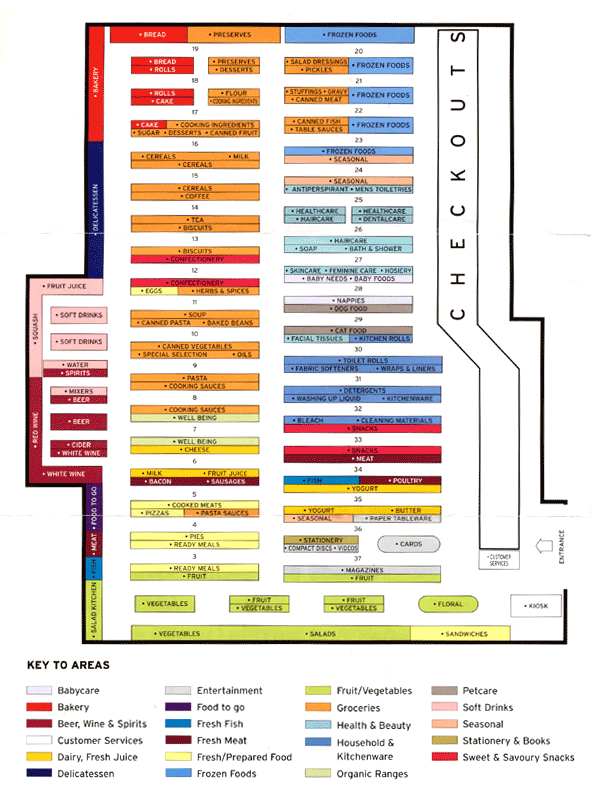 • BREAD • PRESERVES • FROZEN FOODS
19 20
• BREAD • PRESERVES • SALAD DRESSINGS • FROZEN FOODS
• ROLLS • DESSERTS • PICKLES
18 21
• ROLLS • FLOUR • STUFFINGS • GRAVY • FROZEN FOODS
• CAKE • COOKING INGREDIENTS • CANNED MEAT
17 22
• CAKE • COOKING INGREDIENTS • CANNED FISH • FROZEN FOODS
• SUGAR • DESSERTS • CANNED FRUIT • TABLE SAUCES
16 23
• CEREALS • MILK • FROZEN FOODS
• CEREALS • SEASONAL
15 24
• CEREALS • SEASONAL
• COFFEE • ANTIPERSPIRANT • MENS TOILETRIES
14 25
• TEA • HEALTHCARE • HEALTHCARE
• BISCUITS • HAIRCARE • DENTALCARE
13 26
• BISCUITS • HAIRCARE
• CONFECTIONERY • SOAP • BATH & SHOWER
12 27
• CONFECTIONERY • SKINCARE • FEMININE CARE • HOSIERY
• EGGS • HERBS & SPICES • BABY NEEDS • BABY FOODS
11 28
• SOUP • NAPPIES
• CANNED PASTA • BAKED BEANS • DOG FOOD
10 29
• CANNED VEGETABLES • CAT FOOD
• SPECIAL SELECTION • OILS • FACIAL TISSUES • KITCHEN ROLLS
9 30
• PASTA • TOILET ROLLS
• COOKING SAUCES • FABRIC SOFTENERS • WRAPS & LINERS
8 31
• COOKING SAUCES • DETERGENTS
• WELL BEING • WASHING UP LIQUID • KITCHENWARE
7 32
• WELL BEING • BLEACH • CLEANING MATERIALS
• CHEESE • SNACKS
6 33
• MILK • FRUIT JUICE • SNACKS
• BACON • SAUSAGES • MEAT
5 34
• COOKED MEATS • FISH • POULTRY
• PIZZAS • PASTA SAUCES • YOGURT
4 35
• PIES • YOGURT • BUTTER
• READY MEALS • SEASONAL • PAPER TABLEWARE
3 36
• READY MEALS • STATIONERY • CARDS
• FRUIT • COMPACT DISCS • VIDEOS
37
• MAGAZINES
• FRUIT
• BAKERY
• DELICATESSEN
• FRUIT JUICE
• SQUASH
• SOFT DRINKS
• SOFT DRINKS
• WATER
• SPIRITS
• MIXERS
• BEER
• RED WINE
• BEER
• CIDER
• WHITE WINE
• WHITE WINE
• FOOD TO GO
• MEAT
• FISH
• SALAD KITCHEN
CHECKOUTS
• CUSTOMER
SERVICES
ENTRANCE
• VEGETABLES • FRUIT • FRUIT • FLORAL • KIOSK
• VEGETABLES • VEGETABLES
• VEGETABLES • SALADS • SANDWICHES
KEY TO AREAS
Babycare Entertainment Fruit/Vegetables Petcare
Bakery Food to go Groceries Soft Drinks
Beer, Wine & Spirits Fresh Fish Health & Beauty Seasonal
Customer Services Fresh Meat Household & Stationery & Books
Kitchenware
Dairy, Fresh Juice Fresh/Prepared Food Sweet & Savoury Snacks
Delicatessen Frozen Foods Organic Ranges